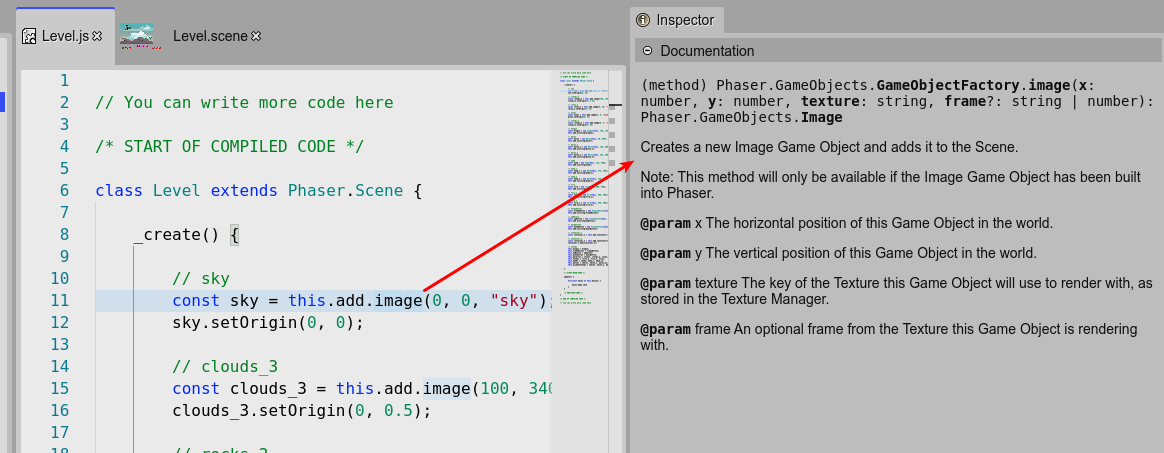 Level.js
Level.scene
1
2 // You can write more code here
3
4 /* START OF COMPILED CODE */
5
6 class Level extends Phaser.Scene {
7
8 _create() {
9
10 // sky
11 const sky = this.add.image(0, 0, "sky");
12 sky.setOrigin(0, 0);
13
14 // clouds_3
15 const clouds_3 = this.add.image(100, 340
16 clouds_3.setOrigin(0, 0.5);
17
18 // rocks_2
Inspector
Documentation
(method) Phaser.GameObjects.GameObjectFactory.image(x:
number, y: number, texture: string, frame?: string | number):
Phaser.GameObjects.Image
Creates a new Image Game Object and adds it to the Scene.
Note: This method will only be available if the Image Game Object has been built
into Phaser.
@param x The horizontal position of this Game Object in the world.
@param y The vertical position of this Game Object in the world.
@param texture The key of the Texture this Game Object will use to render with, as
stored in the Texture Manager.
@param frame An optional frame from the Texture this Game Object is rendering
with.